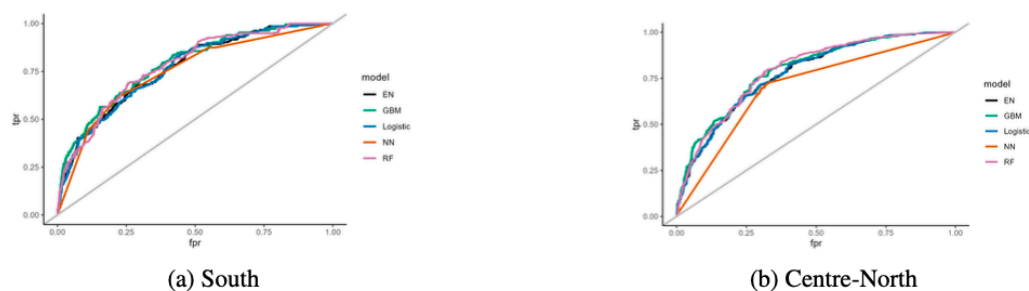 1.00
0.75
0.50
0.25
0.00
tpr
0.00 0.25 0.50 0.75 1.00
fpr
model
EN
GBM
Logistic
NN
RF
(a) South
1.00
0.75
0.50
0.25
0.00
tpr
0.00 0.25 0.50 0.75 1.00
fpr
model
EN
GBM
Logistic
NN
RF
(b) Centre-North